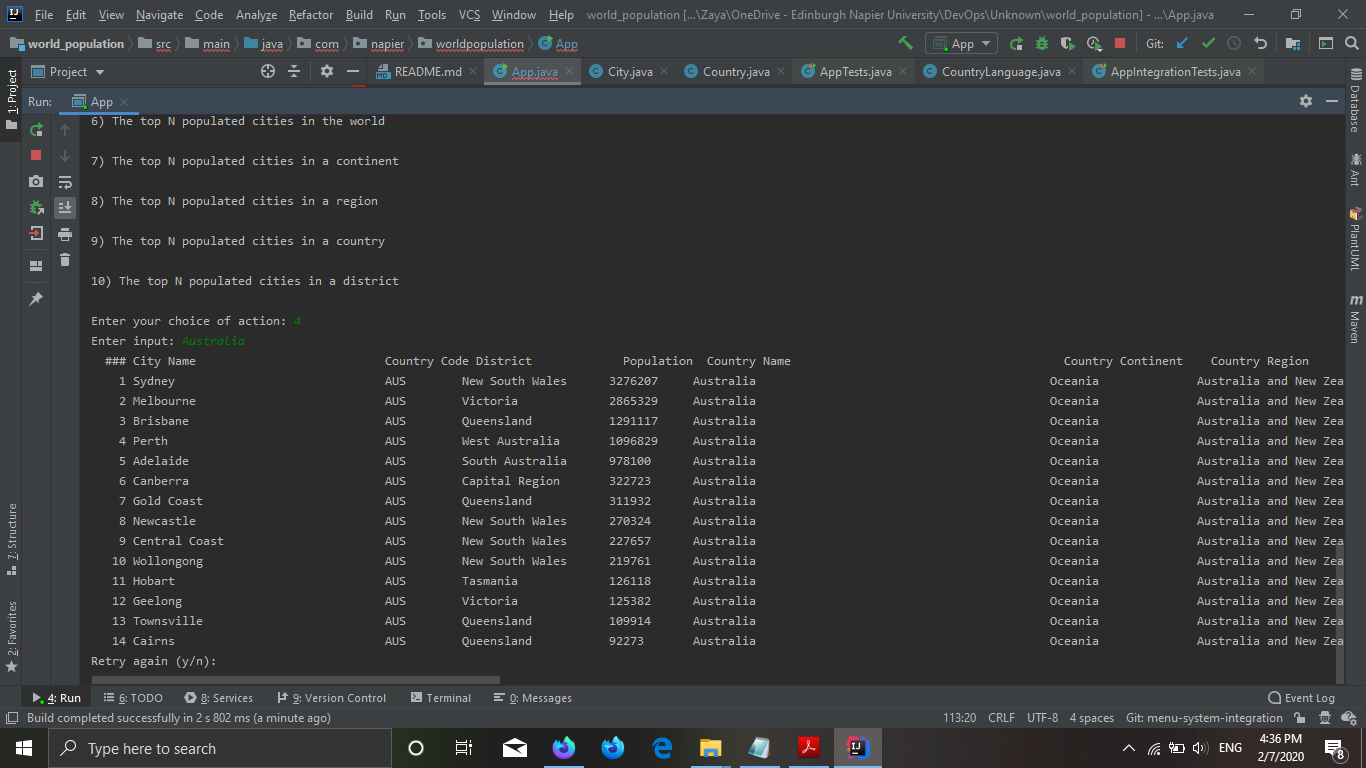 File Edit View Navigate Code Analyze Refactor Build Run Tools VCS Window Help world_population [...\Zaya\OneDrive - Edinburgh Napier University\DevOps\Unknown\world_population] - ...\App.java
world_population src main java com napier worldpopulation App App Git:
Project README.md App.java City.java Country.java AppTests.java CountryLanguage.java AppIntegrationTests.java
Run: App
1: Project
7: Structure
2: Favorites
Database
Ant
PlantUML
Maven
6) The top N populated cities in the world
7) The top N populated cities in a continent
8) The top N populated cities in a region
9) The top N populated cities in a country
10) The top N populated cities in a district
Enter your choice of action: 4
Enter input: Australia
### City Name Country Code District Population Country Name Country Continent Country Region
1 Sydney AUS New South Wales 3276207 Australia Oceania Australia and New Zea
2 Melbourne AUS Victoria 2865329 Australia Oceania Australia and New Zea
3 Brisbane AUS Queensland 1291117 Australia Oceania Australia and New Zea
4 Perth AUS West Australia 1096829 Australia Oceania Australia and New Zea
5 Adelaide AUS South Australia 978100 Australia Oceania Australia and New Zea
6 Canberra AUS Capital Region 322723 Australia Oceania Australia and New Zea
7 Gold Coast AUS Queensland 311932 Australia Oceania Australia and New Zea
8 Newcastle AUS New South Wales 270324 Australia Oceania Australia and New Zea
9 Central Coast AUS New South Wales 227657 Australia Oceania Australia and New Zea
10 Wollongong AUS New South Wales 219761 Australia Oceania Australia and New Zea
11 Hobart AUS Tasmania 126118 Australia Oceania Australia and New Zea
12 Geelong AUS Victoria 125382 Australia Oceania Australia and New Zea
13 Townsville AUS Queensland 109914 Australia Oceania Australia and New Zea
14 Cairns AUS Queensland 92273 Australia Oceania Australia and New Zea
Retry again (y/n):
4: Run 6: TODO 8: Services 9: Version Control Terminal 0: Messages Event Log
Build completed successfully in 2 s 802 ms (a minute ago) 113:20 CRLF UTF-8 4 spaces Git: menu-system-integration
Type here to search ENG 4:36 PM
2/7/2020 8